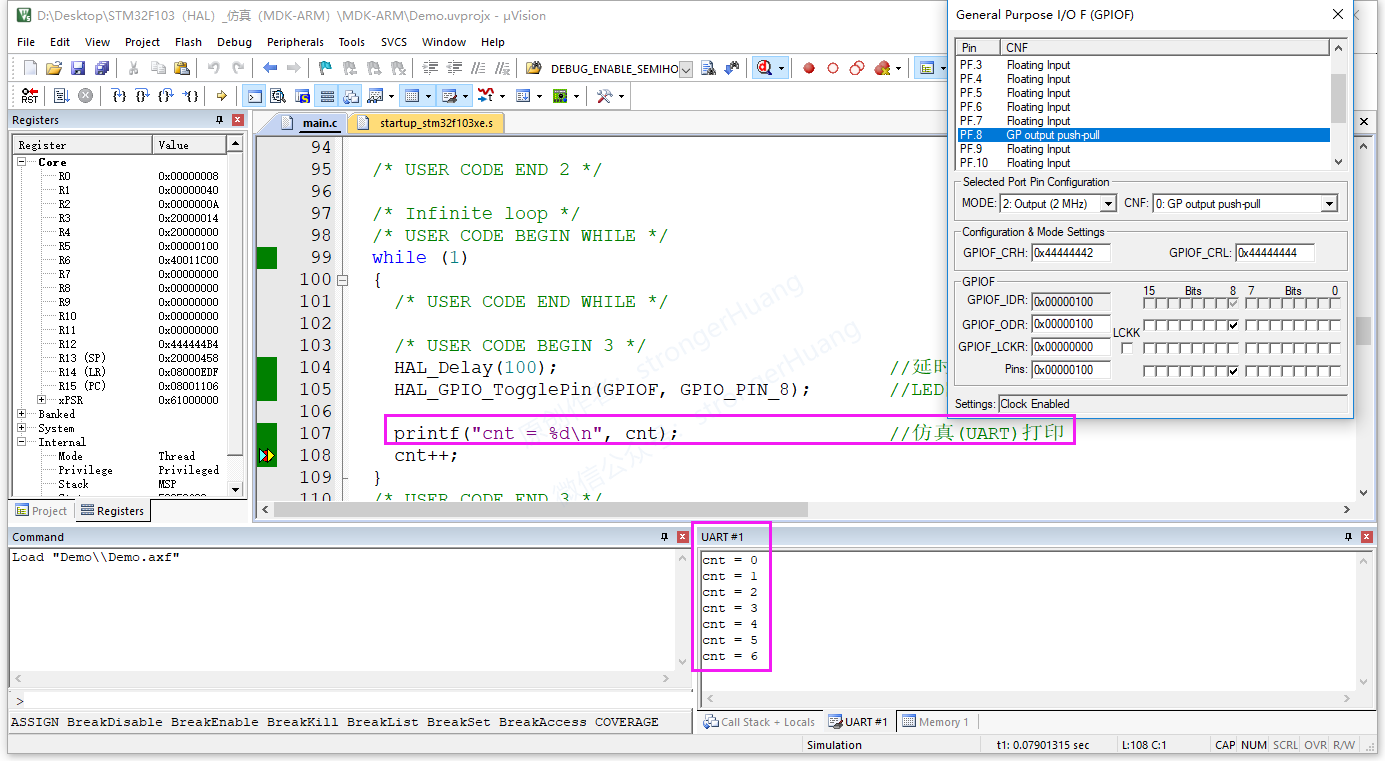 D:\Desktop\STM32F103（HAL）_仿真（MDK-ARM）\MDK-ARM\Demo.uvprojx - µVision
File Edit View Project Flash Debug Peripherals Tools SVCS Window Help
DEBUG_ENABLE_SEMIHO
RST
Registers
Register Value
Core
R0 0x00000008
R1 0x00000040
R2 0x0000000A
R3 0x20000014
R4 0x20000000
R5 0x00000100
R6 0x40011C00
R7 0x00000000
R8 0x00000000
R9 0x00000000
R10 0x00000000
R11 0x00000000
R12 0x444444B4
R13 (SP) 0x20000458
R14 (LR) 0x08000EDF
R15 (PC) 0x08001106
xPSR 0x61000000
Banked
System
Internal
Mode Thread
Privilege Privileged
Stack MSP
Project Registers
main.c startup_stm32f103xe.s
94
95 /* USER CODE END 2 */
96
97 /* Infinite loop */
98 /* USER CODE BEGIN WHILE */
99 while (1)
100 {
101 /* USER CODE END WHILE */
102
103 /* USER CODE BEGIN 3 */
104 HAL_Delay(100); //延时
105 HAL_GPIO_TogglePin(GPIOF, GPIO_PIN_8); //LED
106
107 printf("cnt = %d\n", cnt); //仿真(UART)打印
108 cnt++;
109 }
110 /* USER CODE END 3 */
strongerHuang
strongerHuang
微信公众
General Purpose I/O F (GPIOF)
Pin CNF
PF.3 Floating Input
PF.4 Floating Input
PF.5 Floating Input
PF.6 Floating Input
PF.7 Floating Input
PF.8 GP output push-pull
PF.9 Floating Input
PF.10 Floating Input
Selected Port Pin Configuration
MODE: 2: Output (2 MHz) CNF: 0: GP output push-pull
Configuration & Mode Settings
GPIOF_CRH: 0x44444442 GPIOF_CRL: 0x44444444
GPIOF
15 Bits 8 7 Bits 0
GPIOF_IDR: 0x00000100
GPIOF_ODR: 0x00000100
LCKK
GPIOF_LCKR: 0x00000000
Pins: 0x00000100
Settings: Clock Enabled
Command
Load "Demo\\Demo.axf"
>
ASSIGN BreakDisable BreakEnable BreakKill BreakList BreakSet BreakAccess COVERAGE
UART #1
cnt = 0
cnt = 1
cnt = 2
cnt = 3
cnt = 4
cnt = 5
cnt = 6
Call Stack + Locals UART #1 Memory 1
Simulation t1: 0.07901315 sec L:108 C:1 CAP NUM SCRL OVR R/W